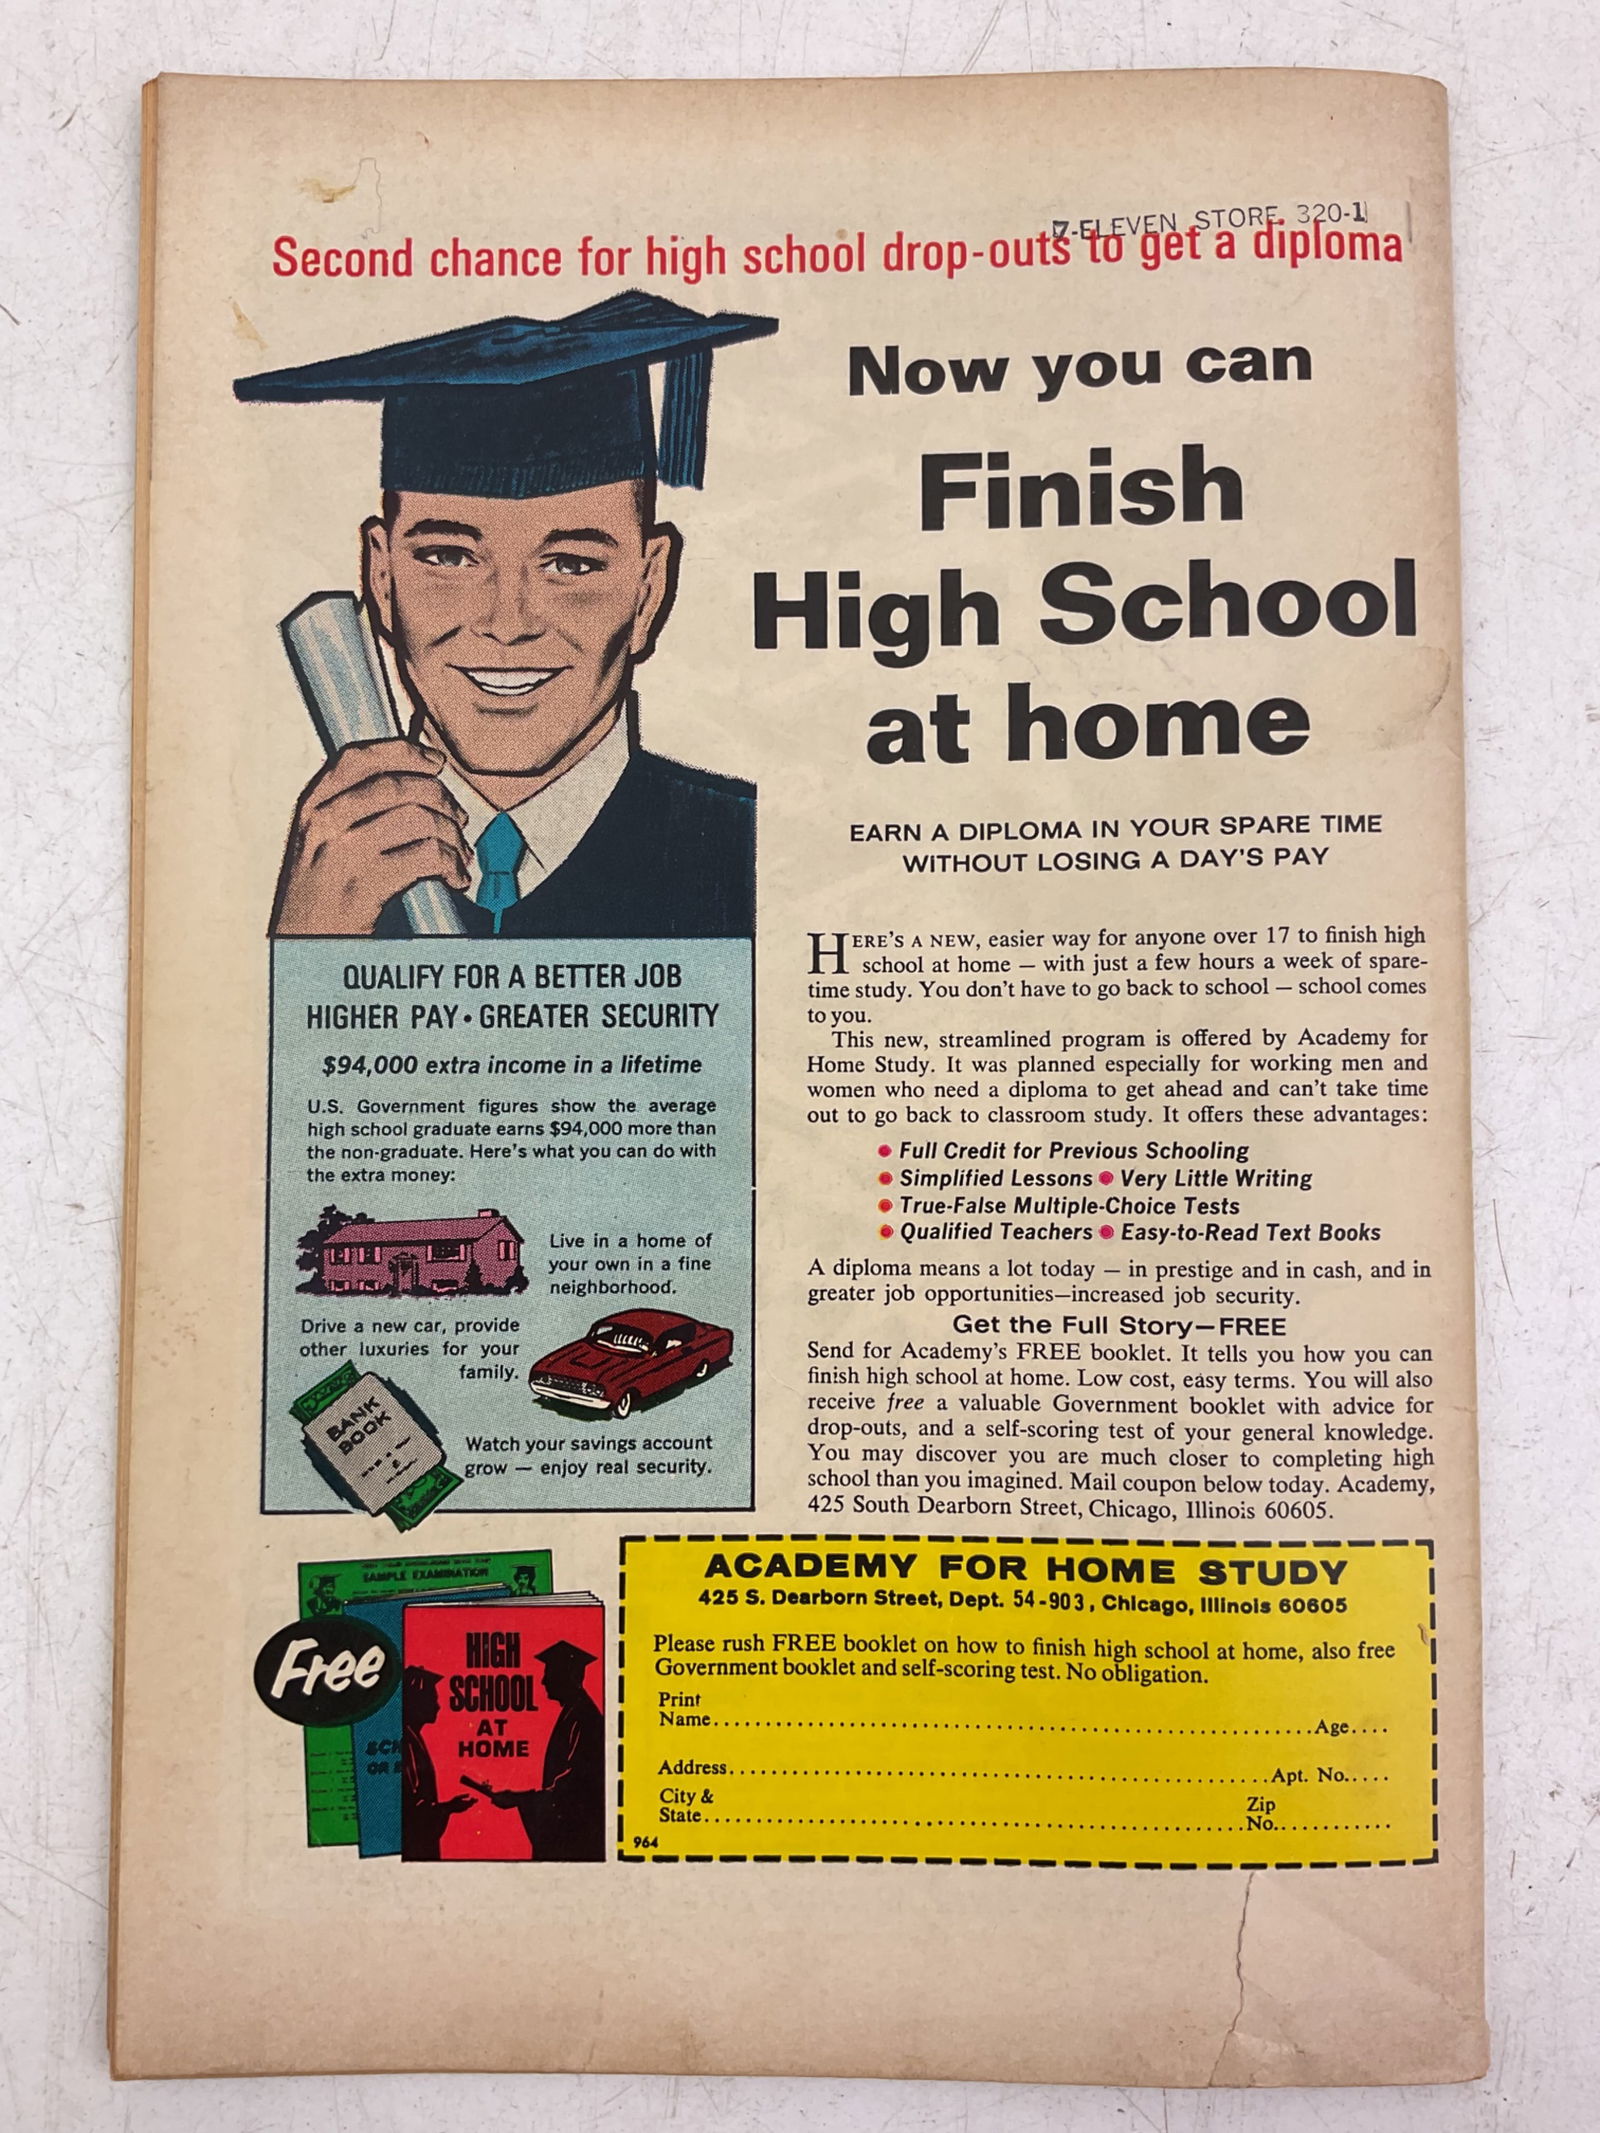 7-ELEVEN STORE 320-1
Second chance for high school drop-outs to get a diploma
Now you can
Finish
High School
at home
EARN A DIPLOMA IN YOUR SPARE TIME
WITHOUT LOSING A DAY'S PAY
HERE'S A NEW, easier way for anyone over 17 to finish high
school at home — with just a few hours a week of spare-
time study. You don't have to go back to school — school comes
to you.
This new, streamlined program is offered by Academy for
Home Study. It was planned especially for working men and
women who need a diploma to get ahead and can't take time
out to go back to classroom study. It offers these advantages:
• Full Credit for Previous Schooling
• Simplified Lessons • Very Little Writing
• True-False Multiple-Choice Tests
• Qualified Teachers • Easy-to-Read Text Books
A diploma means a lot today — in prestige and in cash, and in
greater job opportunities—increased job security.
Get the Full Story—FREE
Send for Academy's FREE booklet. It tells you how you can
finish high school at home. Low cost, easy terms. You will also
receive free a valuable Government booklet with advice for
drop-outs, and a self-scoring test of your general knowledge.
You may discover you are much closer to completing high
school than you imagined. Mail coupon below today. Academy,
425 South Dearborn Street, Chicago, Illinois 60605.
QUALIFY FOR A BETTER JOB
HIGHER PAY • GREATER SECURITY
$94,000 extra income in a lifetime
U.S. Government figures show the average
high school graduate earns $94,000 more than
the non-graduate. Here's what you can do with
the extra money:
Live in a home of
your own in a fine
neighborhood.
Drive a new car, provide
other luxuries for your
family.
BANK
BOOK
Watch your savings account
grow — enjoy real security.
SAMPLE EXAMINATION
Free
HIGH
SCHOOL
AT
HOME
ACADEMY FOR HOME STUDY
425 S. Dearborn Street, Dept. 54-903, Chicago, Illinois 60605
Please rush FREE booklet on how to finish high school at home, also free
Government booklet and self-scoring test. No obligation.
Print
Name..........Age....
Address..........Apt. No.....
City &
State..........Zip No..........
964